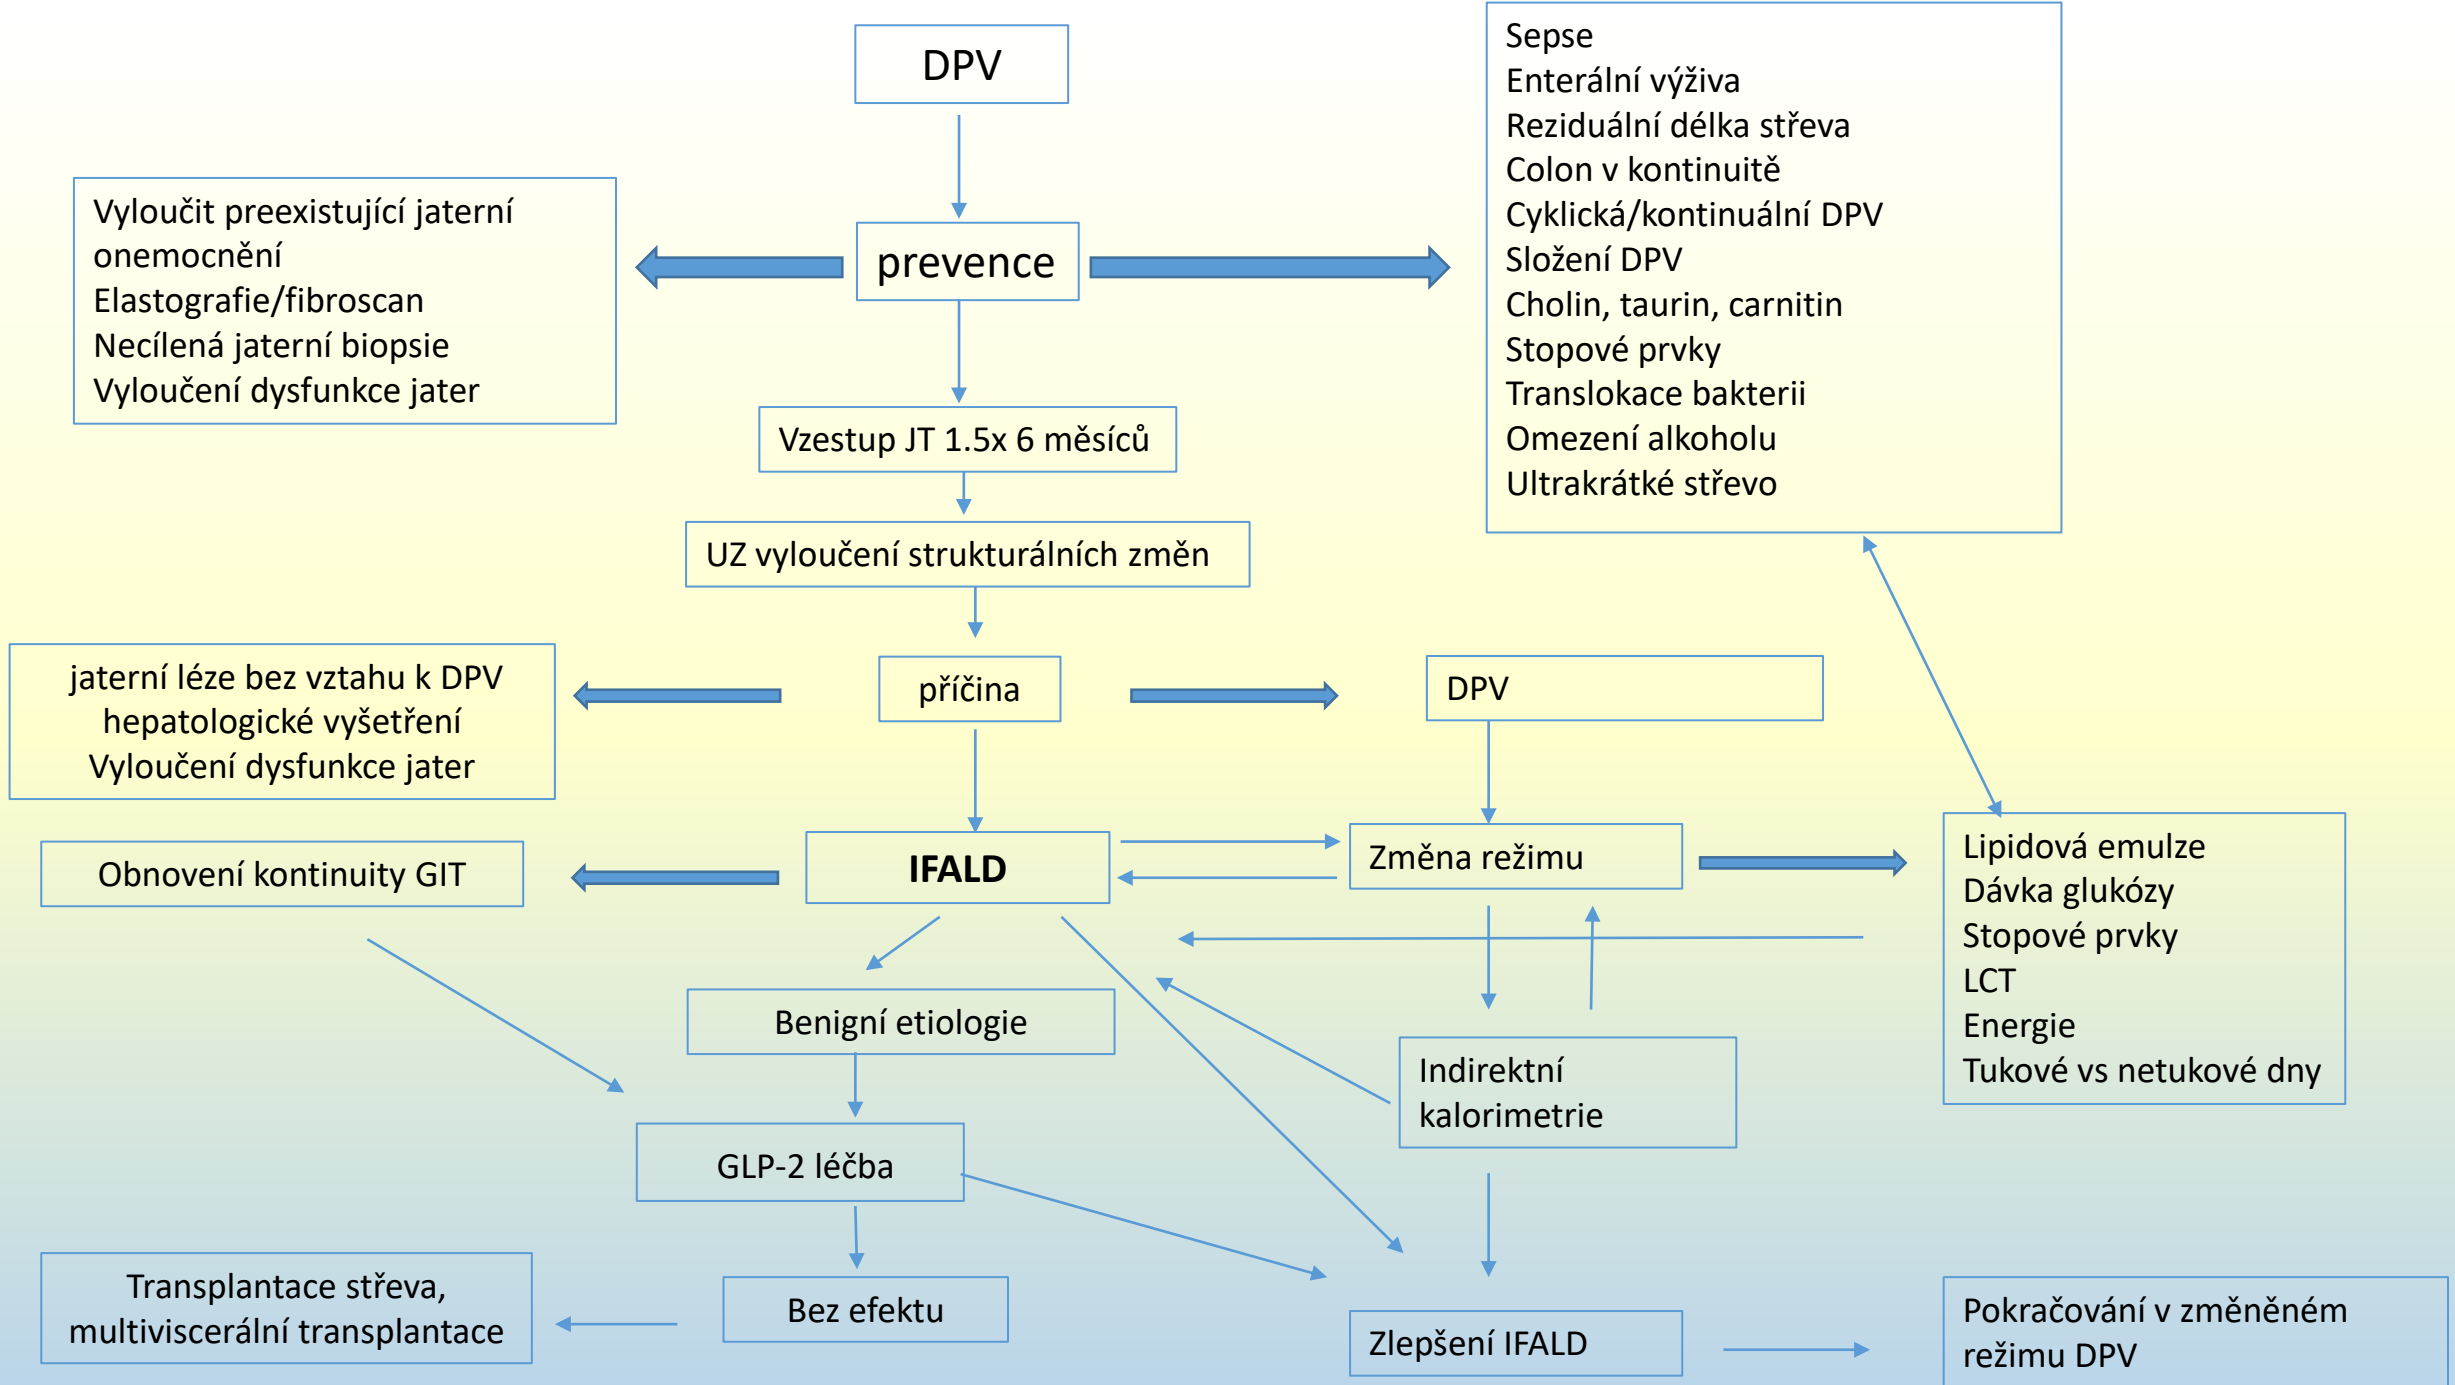 DPV
Sepse
Enterální výživa
Reziduální délka střeva
Colon v kontinuitě
Cyklická/kontinuální DPV
Složení DPV
Cholin, taurin, carnitin
Stopové prvky
Translokace bakterii
Omezení alkoholu
Ultrakrátké střevo
Vyloučit preexistující jaterní
onemocnění
Elastografie/fibroscan
Necílená jaterní biopsie
Vyloučení dysfunkce jater
prevence
Vzestup JT 1.5x 6 měsíců
UZ vyloučení strukturálních změn
jaterní léze bez vztahu k DPV
hepatologické vyšetření
Vyloučení dysfunkce jater
příčina
DPV
Obnovení kontinuity GIT
IFALD
Změna režimu
Lipidová emulze
Dávka glukózy
Stopové prvky
LCT
Energie
Tukové vs netukové dny
Benigní etiologie
Indirektní
kalorimetrie
GLP-2 léčba
Transplantace střeva,
multiviscerální transplantace
Bez efektu
Zlepšení IFALD
Pokračování v změněném
režimu DPV